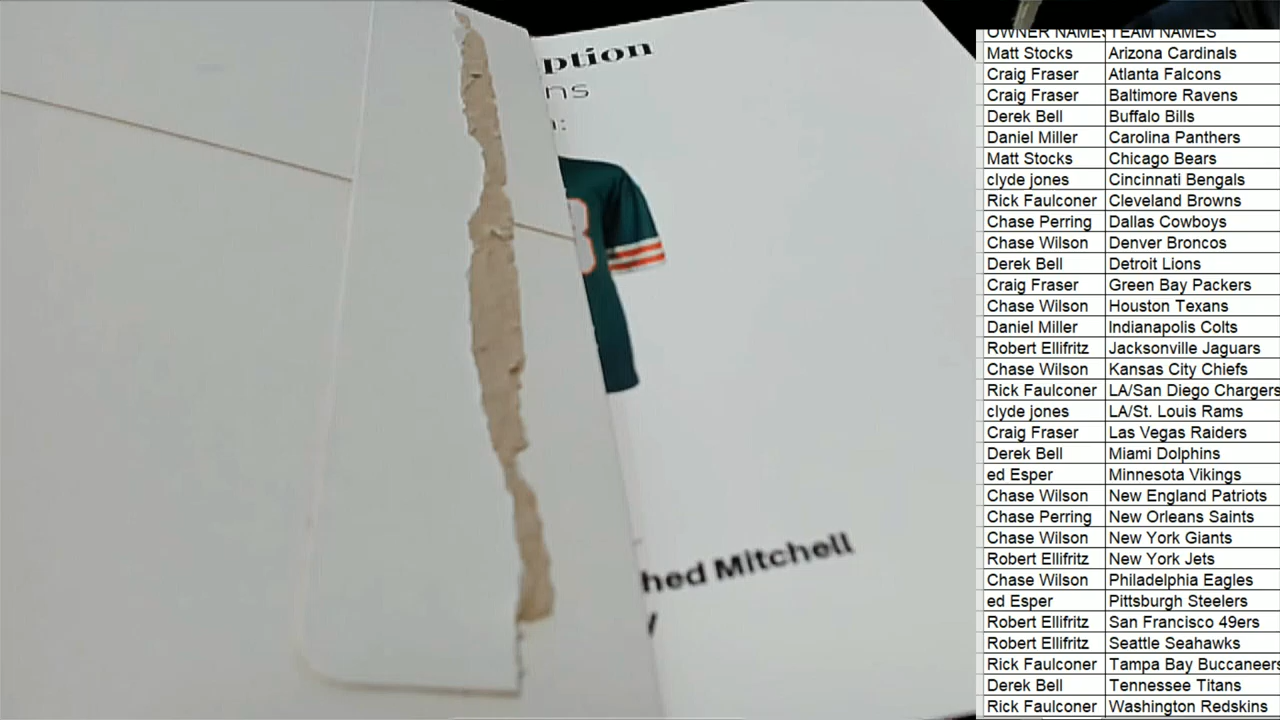 ption
ns
:
3
hed Mitchell
OWNER NAMES TEAM NAMES
Matt Stocks Arizona Cardinals
Craig Fraser Atlanta Falcons
Craig Fraser Baltimore Ravens
Derek Bell Buffalo Bills
Daniel Miller Carolina Panthers
Matt Stocks Chicago Bears
clyde jones Cincinnati Bengals
Rick Faulconer Cleveland Browns
Chase Perring Dallas Cowboys
Chase Wilson Denver Broncos
Derek Bell Detroit Lions
Craig Fraser Green Bay Packers
Chase Wilson Houston Texans
Daniel Miller Indianapolis Colts
Robert Ellifritz Jacksonville Jaguars
Chase Wilson Kansas City Chiefs
Rick Faulconer LA/San Diego Chargers
clyde jones LA/St. Louis Rams
Craig Fraser Las Vegas Raiders
Derek Bell Miami Dolphins
ed Esper Minnesota Vikings
Chase Wilson New England Patriots
Chase Perring New Orleans Saints
Chase Wilson New York Giants
Robert Ellifritz New York Jets
Chase Wilson Philadelphia Eagles
ed Esper Pittsburgh Steelers
Robert Ellifritz San Francisco 49ers
Robert Ellifritz Seattle Seahawks
Rick Faulconer Tampa Bay Buccaneers
Derek Bell Tennessee Titans
Rick Faulconer Washington Redskins